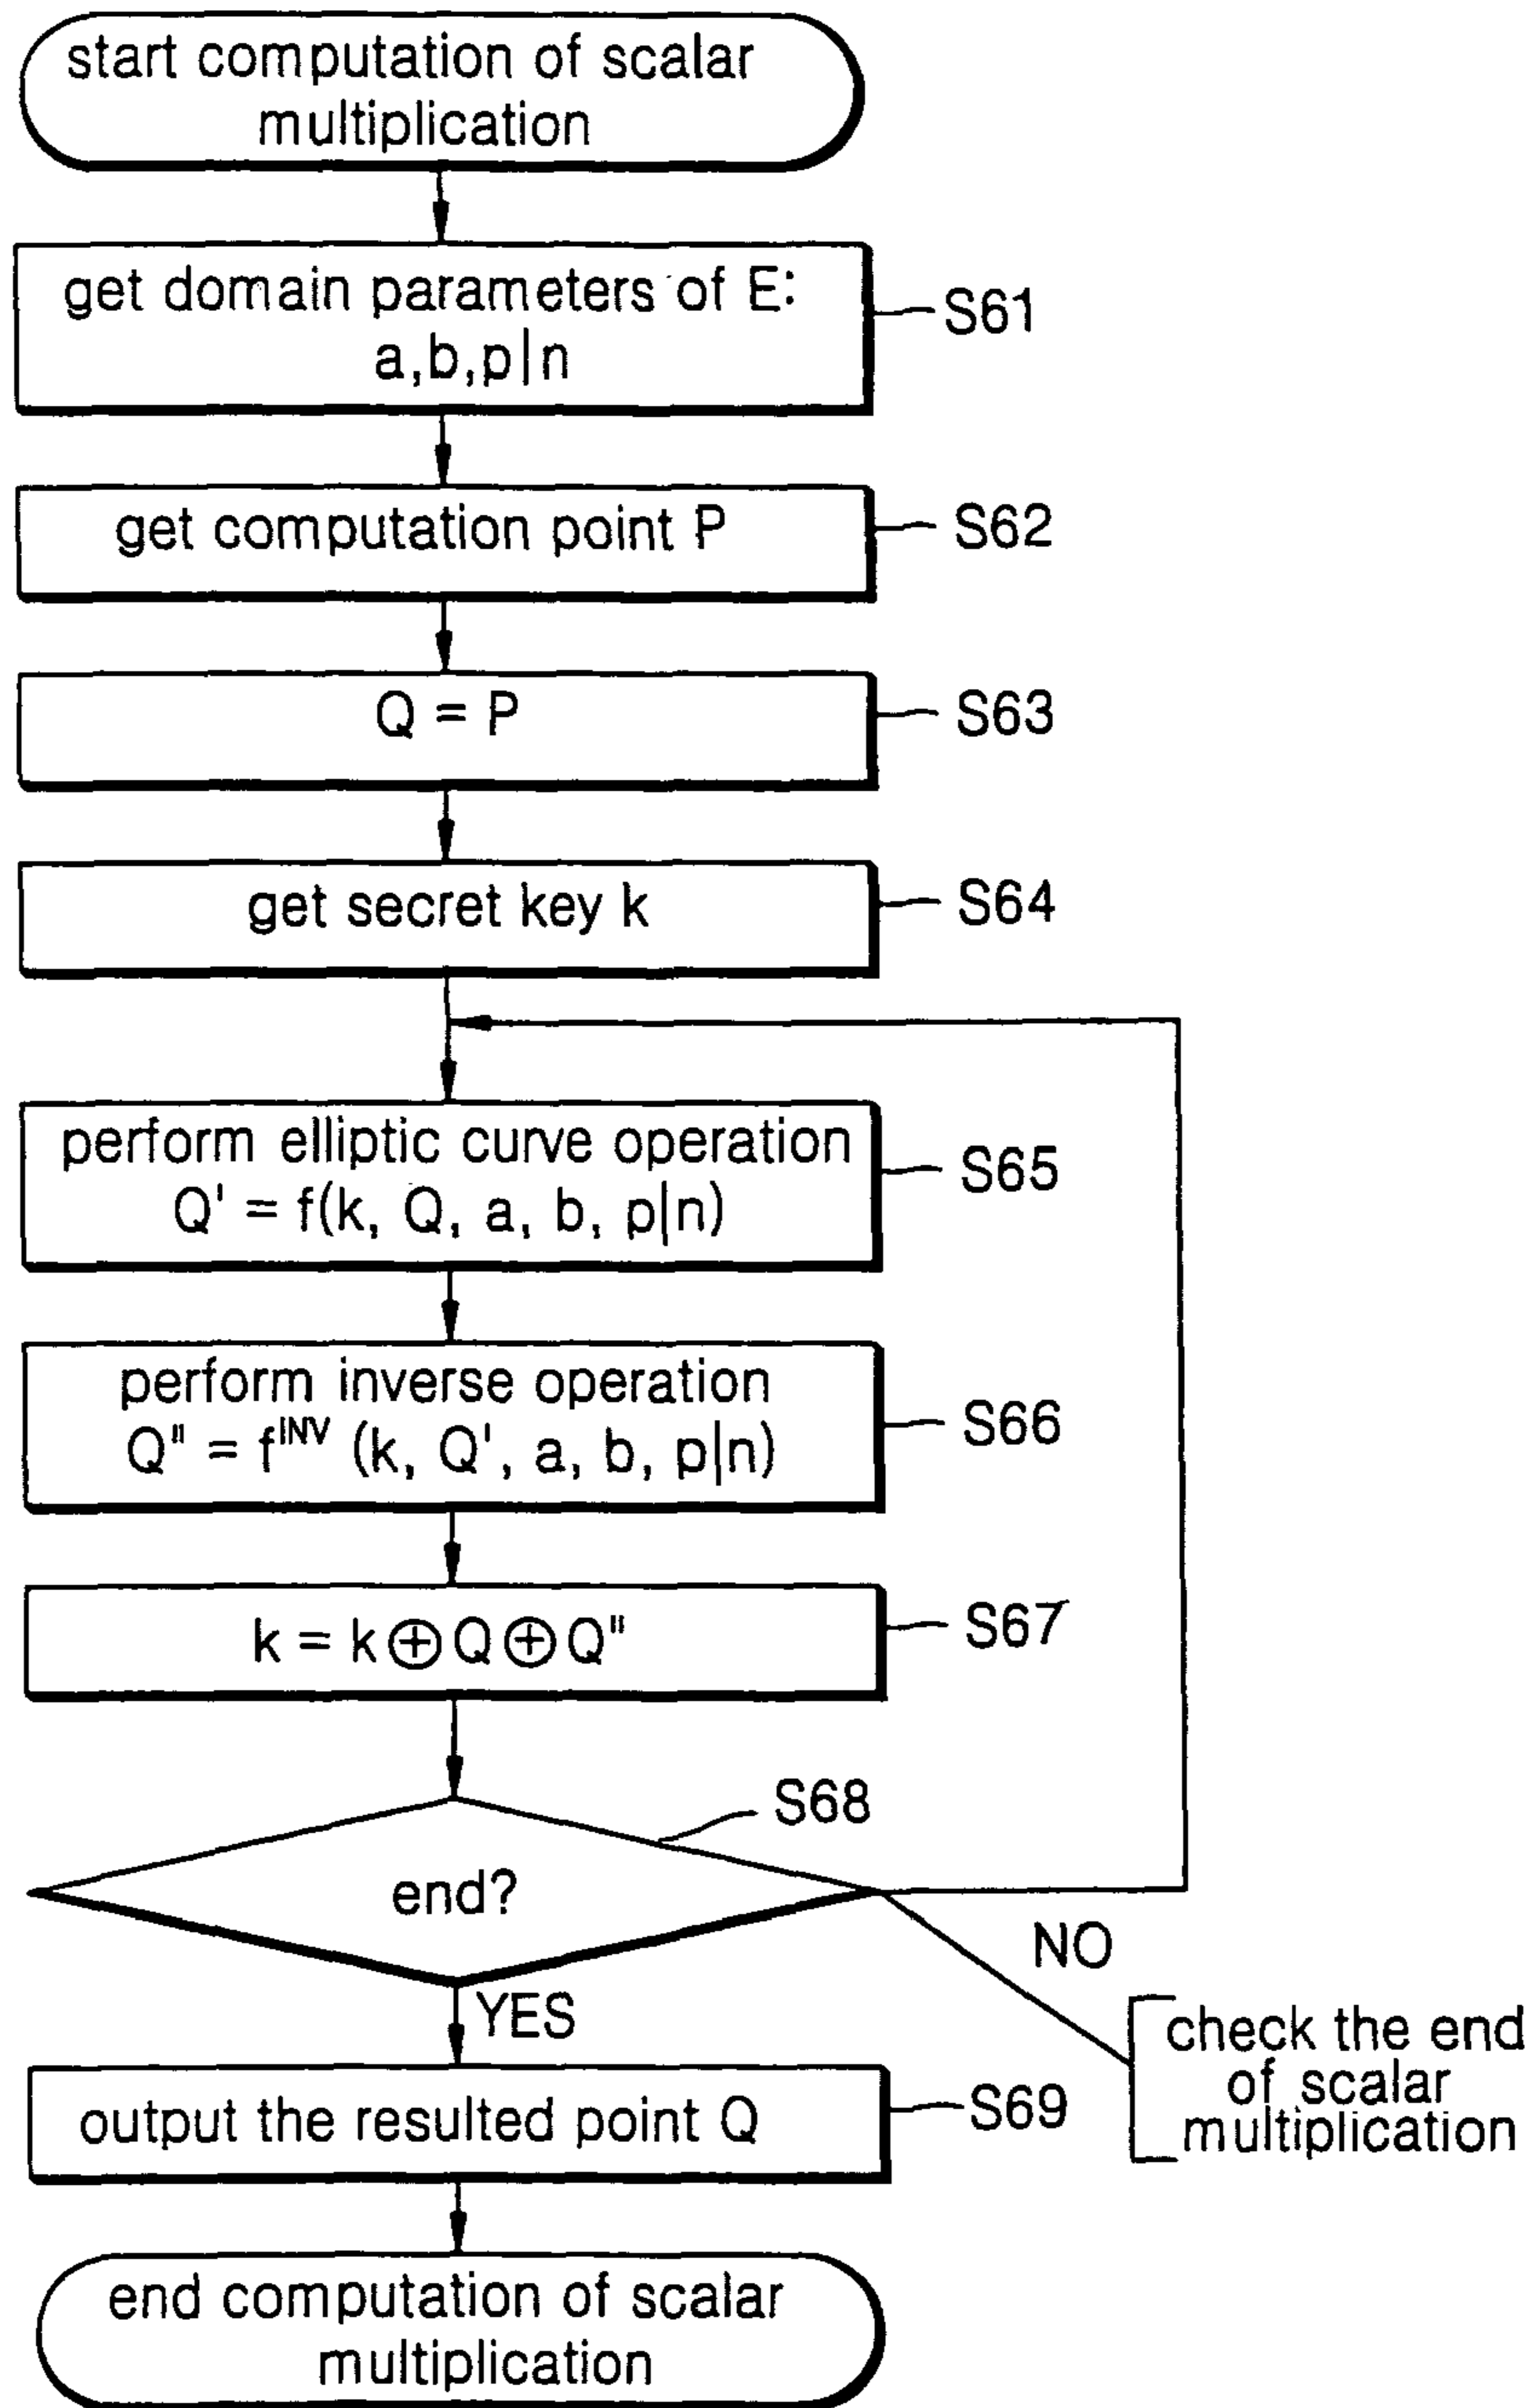 start computation of scalar
multiplication
get domain parameters of E:
a,b,p|n
S61
get computation point P
S62
Q = P
S63
get secret key k
S64
perform elliptic curve operation
Q' = f(k, Q, a, b, p|n)
S65
perform inverse operation
Q" = f^INV (k, Q', a, b, p|n)
S66
k = k⊕Q⊕Q"
S67
S68
end?
NO
YES
check the end
of scalar
multiplication
output the resulted point Q
S69
end computation of scalar
multiplication